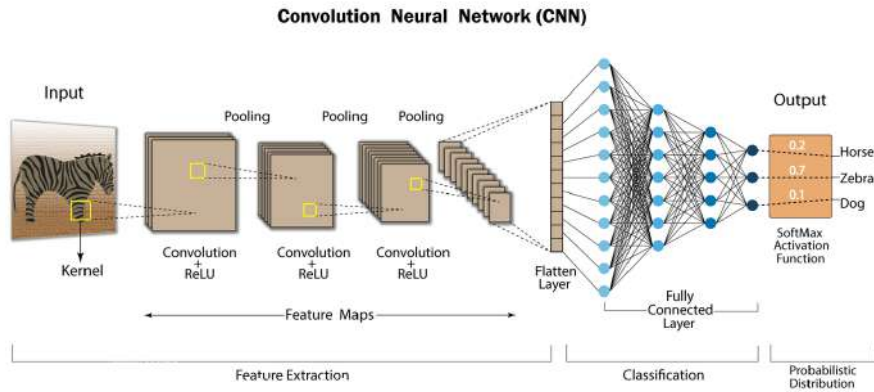 Convolution Neural Network (CNN)
Input
Kernel
Pooling
Pooling
Pooling
Convolution
+
ReLU
Convolution
+
ReLU
Convolution
+
ReLU
Feature Maps
Flatten
Layer
Fully
Connected
Layer
Output
0.2
Horse
0.7
Zebra
0.1
Dog
SoftMax
Activation
Function
Feature Extraction
Classification
Probabilistic
Distribution